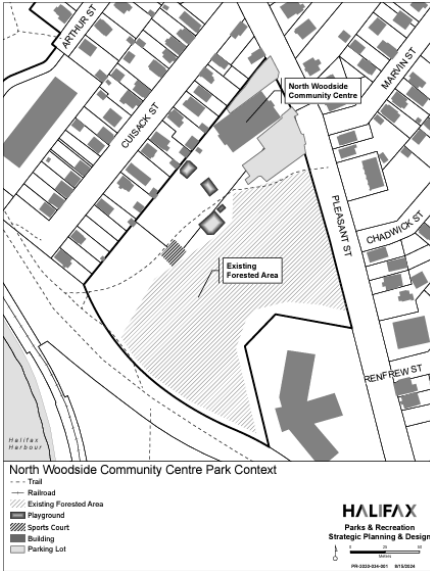 ARTHUR ST
CUISACK ST
North Woodside
Community Centre
MARVIN ST
PLEASANT ST
CHADWICK ST
Existing
Forested Area
RENFREW ST
Halifax
Harbour
North Woodside Community Centre Park Context
Trail
Railroad
Existing Forested Area
Playground
Sports Court
Building
Parking Lot
HALIFAX
Parks & Recreation
Strategic Planning & Design
0
Meters